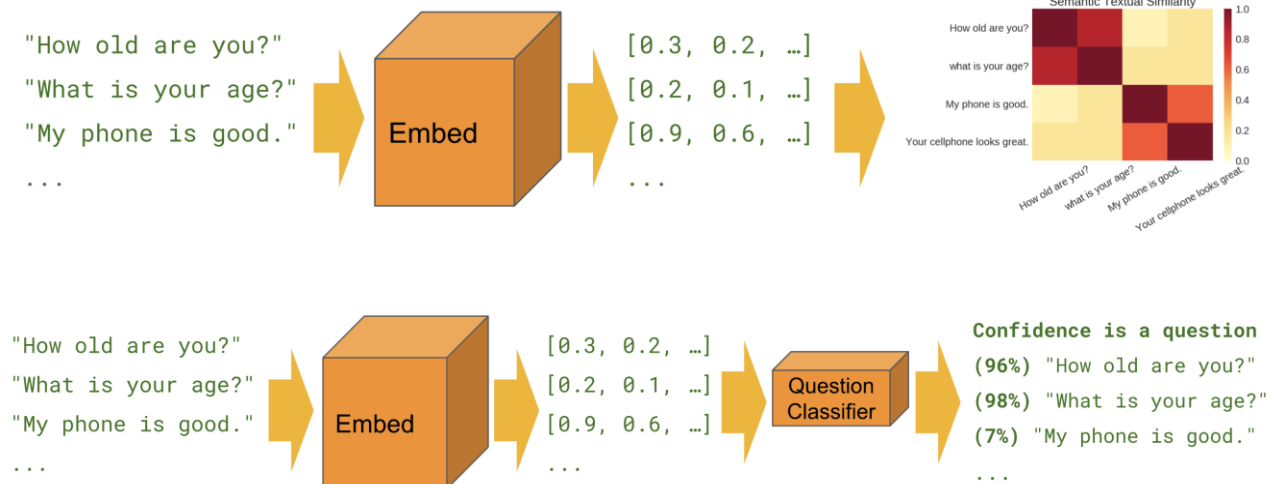 "How old are you?"
"What is your age?"
"My phone is good."
...
Embed
[0.3, 0.2, …]
[0.2, 0.1, …]
[0.9, 0.6, …]
...
Semantic Textual Similarity
How old are you?
what is your age?
My phone is good.
Your cellphone looks great.
How old are you?
what is your age?
My phone is good.
Your cellphone looks great.
1.0
0.8
0.6
0.4
0.2
0.0
"How old are you?"
"What is your age?"
"My phone is good."
...
Embed
[0.3, 0.2, …]
[0.2, 0.1, …]
[0.9, 0.6, …]
...
Question
Classifier
Confidence is a question
(96%) "How old are you?"
(98%) "What is your age?"
(7%) "My phone is good."
...